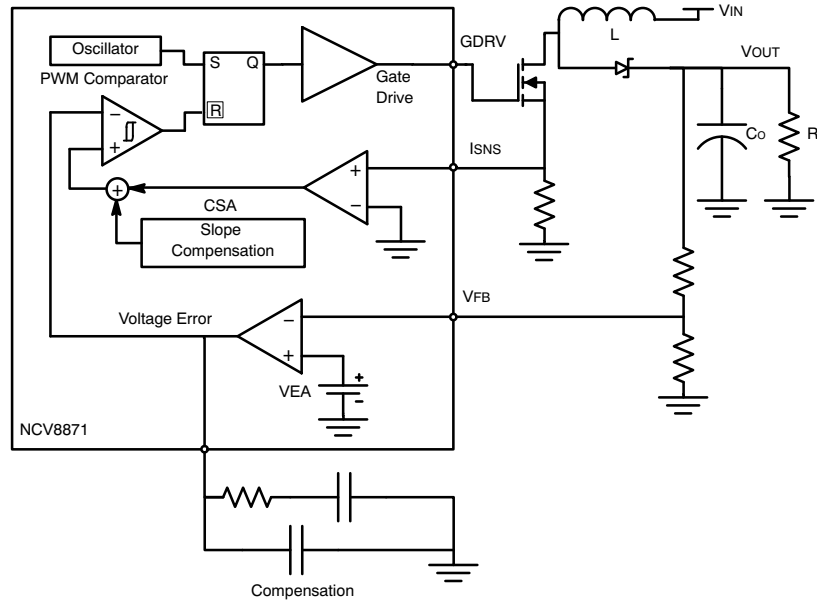 Oscillator
PWM Comparator
S
Q
R
Gate
Drive
GDRV
L
VIN
VOUT
CO
R
−
+
+
CSA
+
−
ISNS
Slope
Compensation
VFB
Voltage Error
−
+
VEA
+
−
NCV8871
Compensation